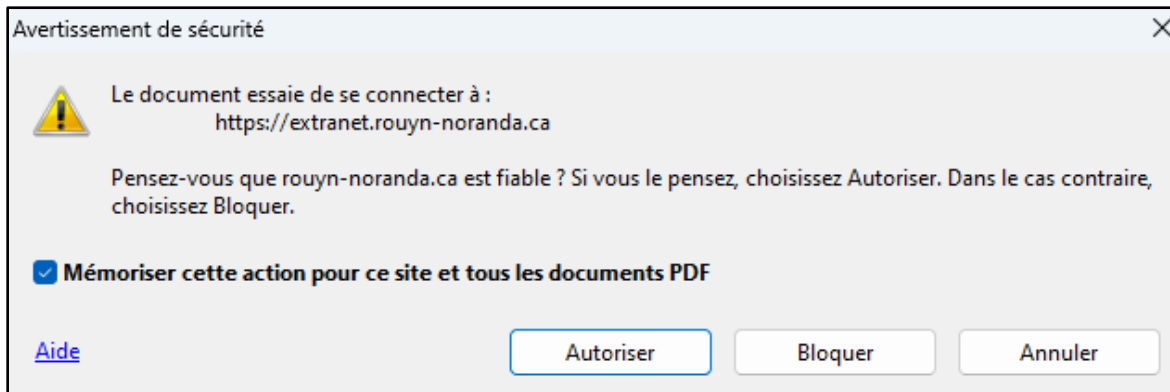 Avertissement de sécurité
Le document essaie de se connecter à :
https://extranet.rouyn-noranda.ca
Pensez-vous que rouyn-noranda.ca est fiable ? Si vous le pensez, choisissez Autoriser. Dans le cas contraire,
choisissez Bloquer.
Mémoriser cette action pour ce site et tous les documents PDF
Aide
Autoriser
Bloquer
Annuler